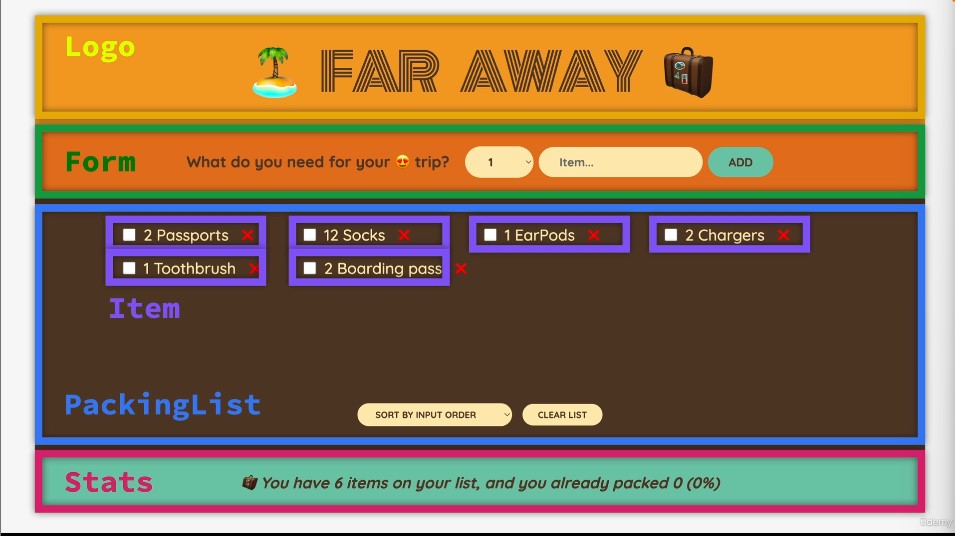 Logo
🏝️ FAR AWAY 🧳
Form
What do you need for your 😍 trip?
1
Item...
ADD
2 Passports ❌
12 Socks ❌
1 EarPods ❌
2 Chargers ❌
1 Toothbrush ❌
2 Boarding pass ❌
Item
PackingList
SORT BY INPUT ORDER
CLEAR LIST
Stats
🧳 You have 6 items on your list, and you already packed 0 (0%)
Udemy